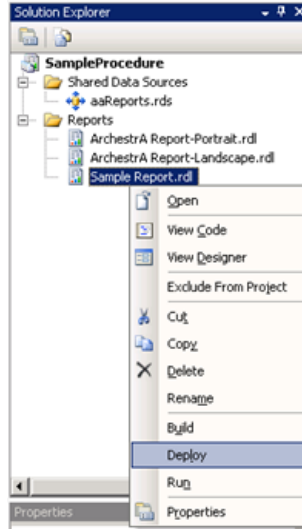 Solution Explorer
SampleProcedure
Shared Data Sources
aaReports.rds
Reports
ArchestrA Report-Portrait.rdl
ArchestrA Report-Landscape.rdl
Sample Report.rdl
Open
View Code
View Designer
Exclude From Project
Cut
Copy
Delete
Rename
Build
Deploy
Run
Properties
Properties